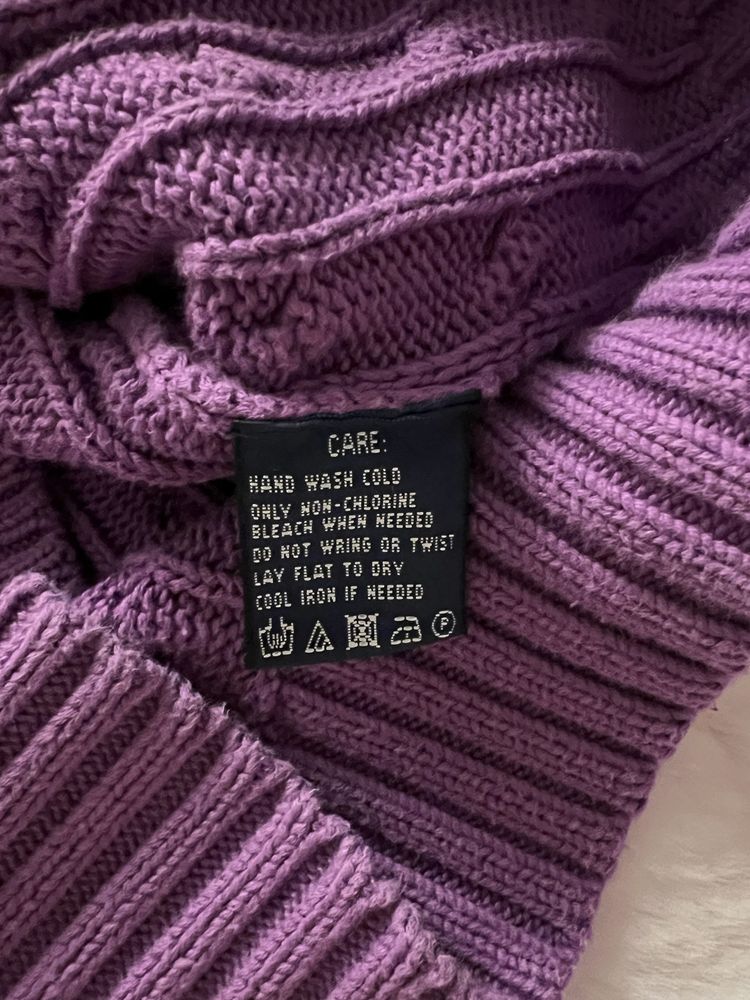 CARE:
HAND WASH COLD
ONLY NON-CHLORINE
BLEACH WHEN NEEDED
DO NOT WRING OR TWIST
LAY FLAT TO DRY
COOL IRON IF NEEDED
P